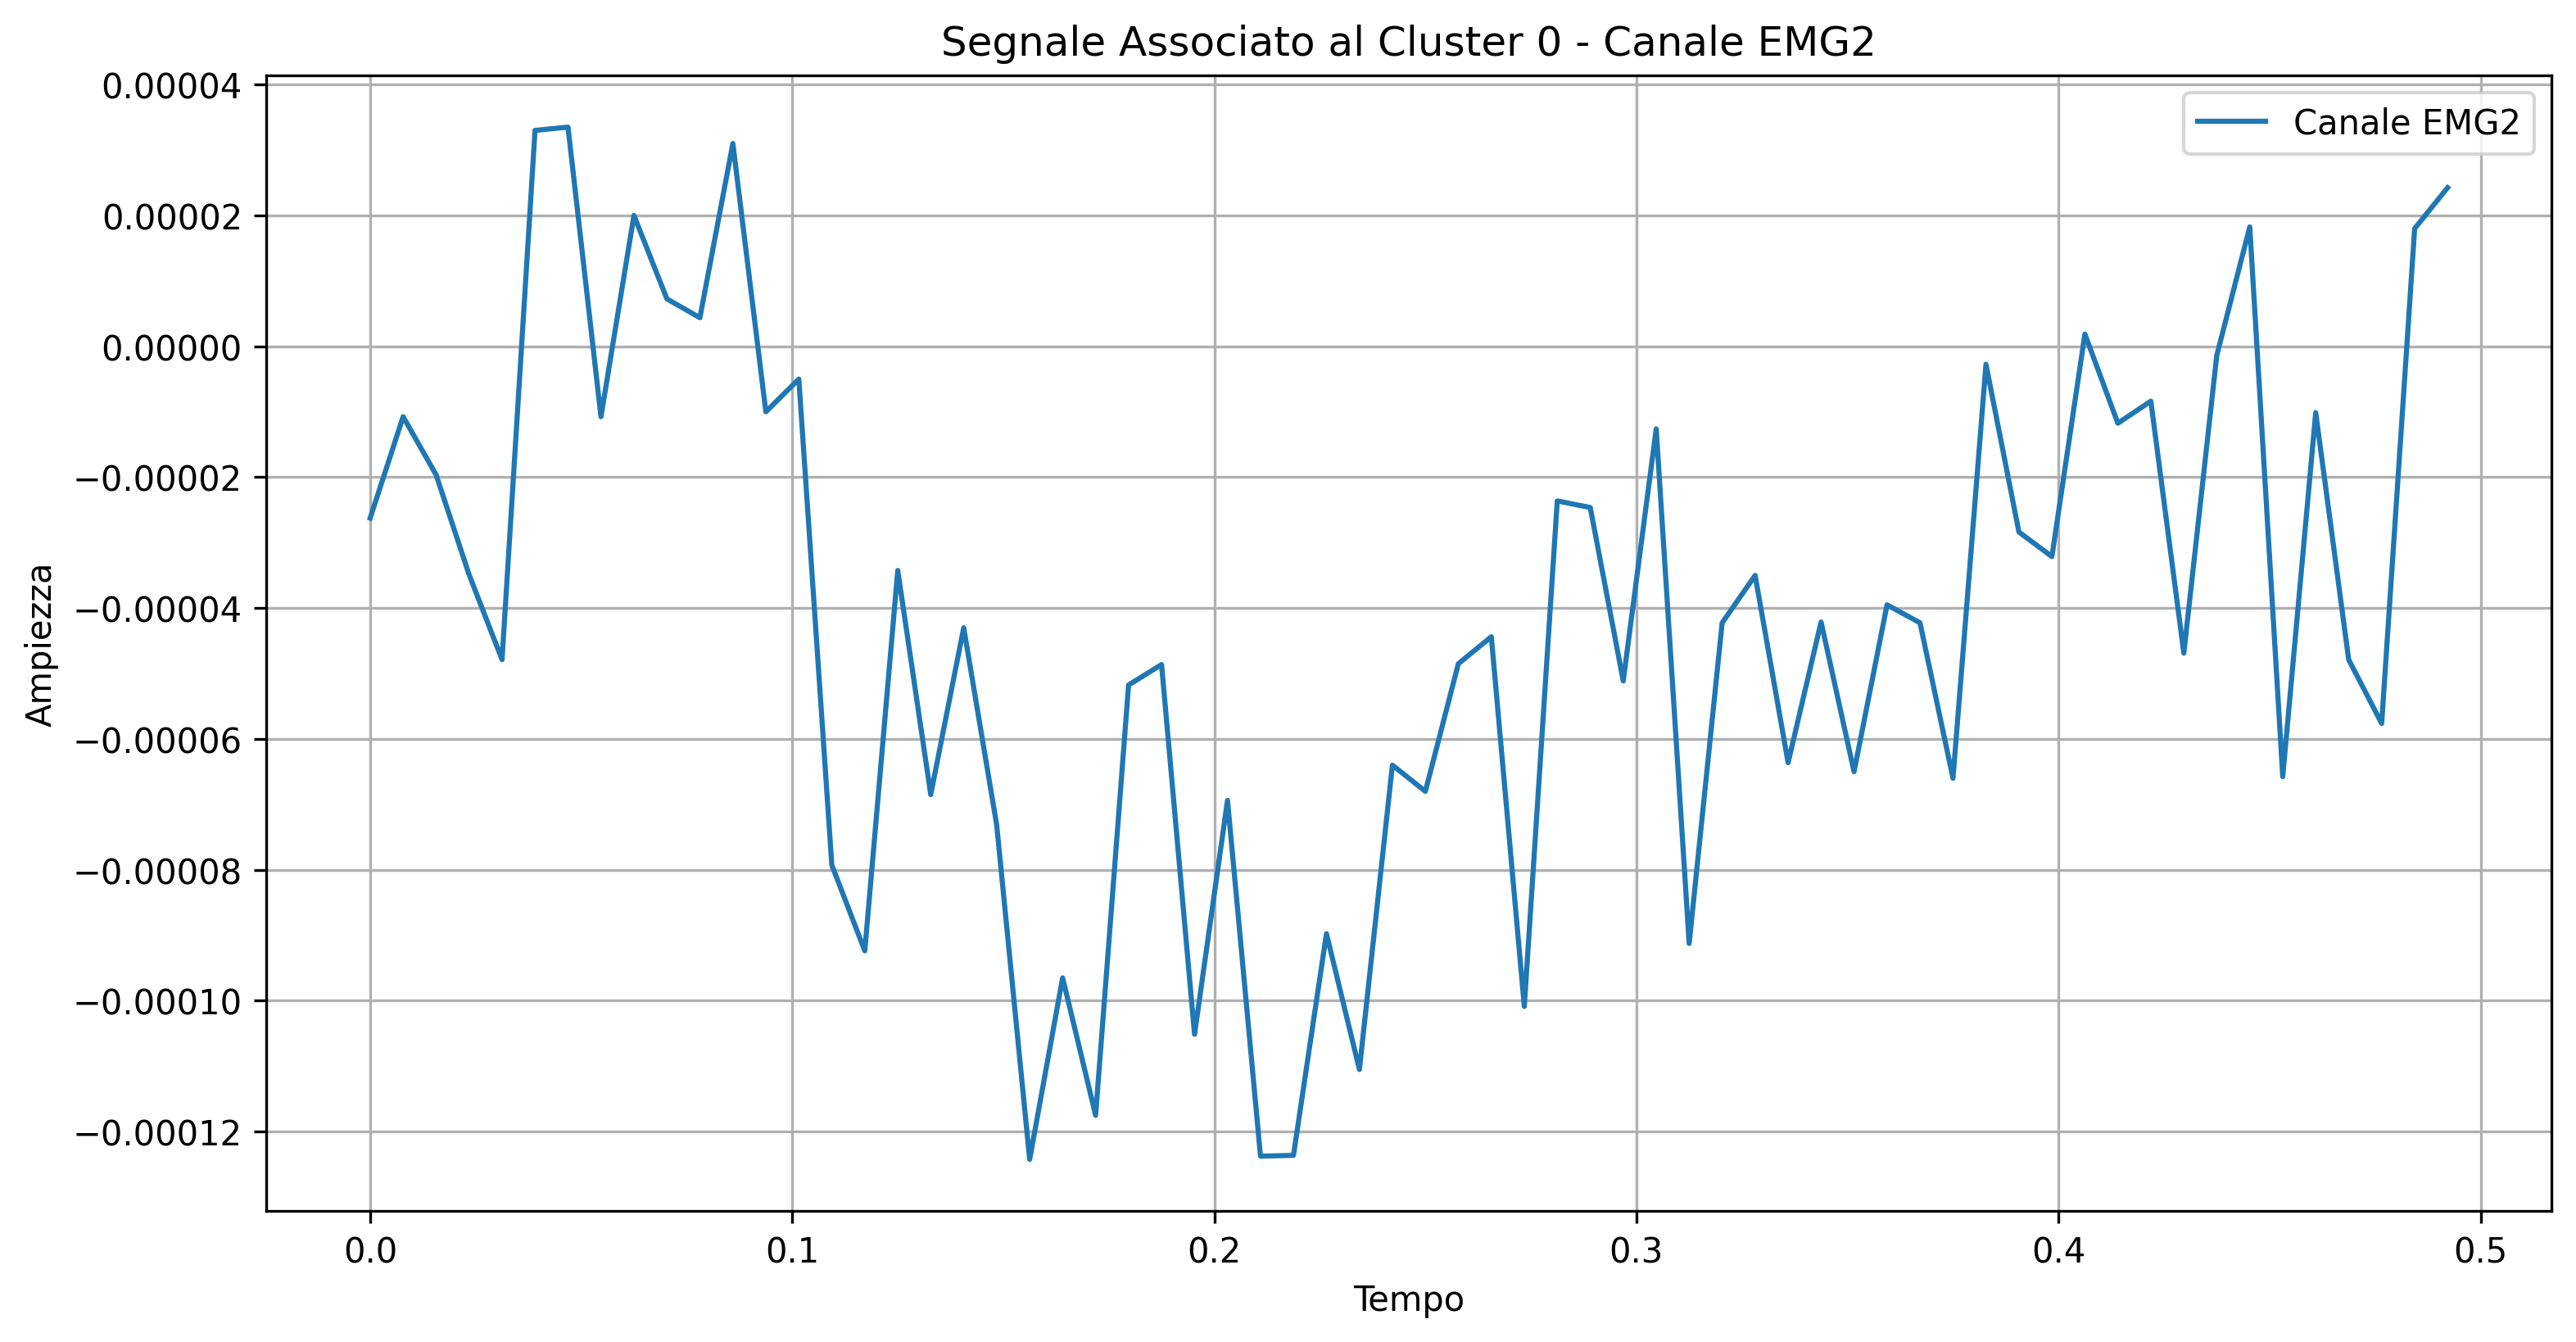 Segnale Associato al Cluster 0 - Canale EMG2
Canale EMG2
0.00004
0.00002
0.00000
−0.00002
−0.00004
−0.00006
−0.00008
−0.00010
−0.00012
Ampiezza
0.0 0.1 0.2 0.3 0.4 0.5
Tempo